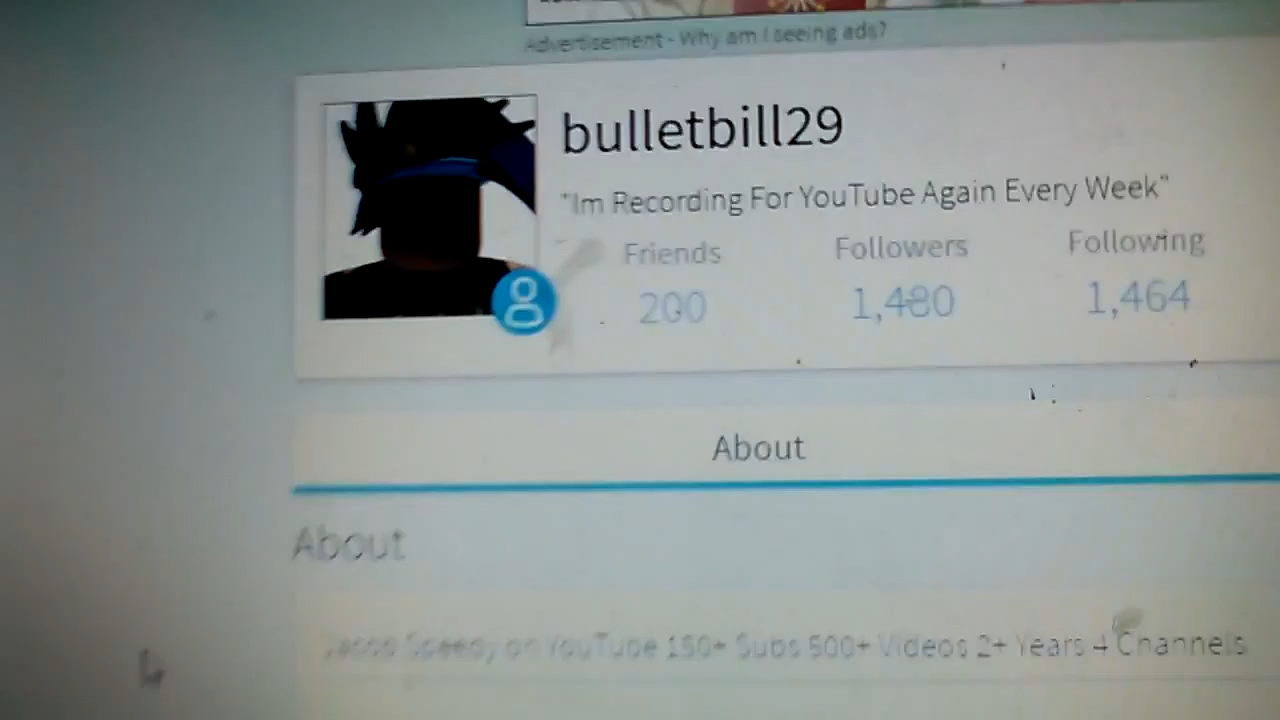 Advertisement - Why am I seeing ads?
bulletbill29
"Im Recording For YouTube Again Every Week"
Friends Followers Following
200 1,480 1,464
About
About
Speedy on YouTube 150+ Subs 500+ Videos 2+ Years 4 Channels